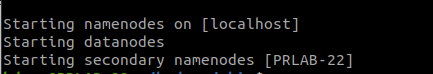 Starting namenodes on [localhost]
Starting datanodes
Starting secondary namenodes [PRLAB-22]